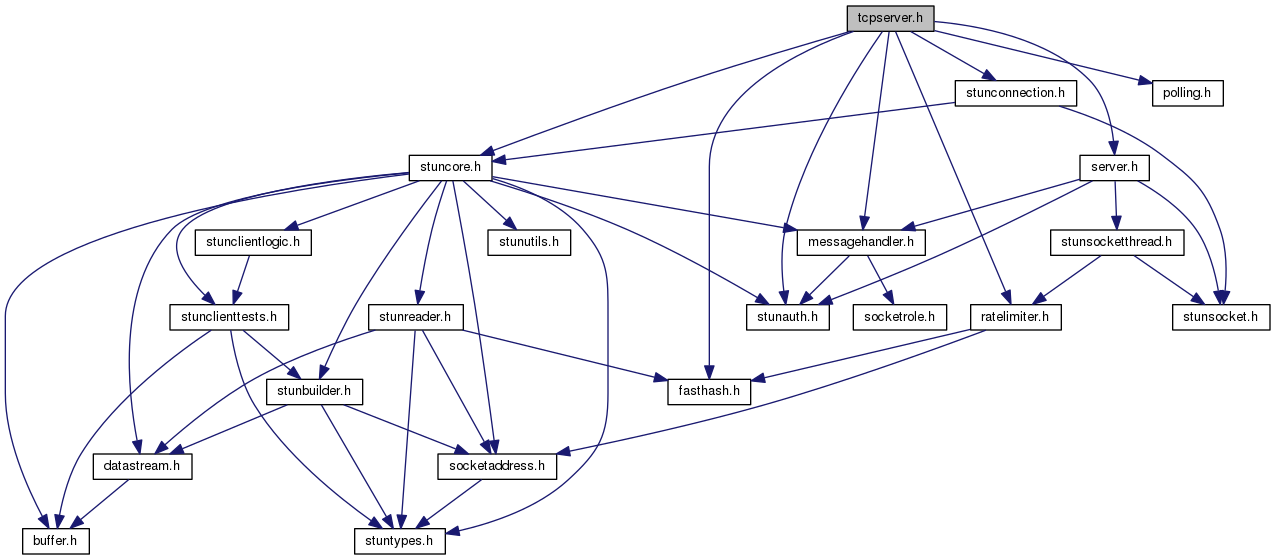 tcpserver.h
stunconnection.h
polling.h
stuncore.h
server.h
stunclientlogic.h
stunutils.h
messagehandler.h
stunsocketthread.h
stunclienttests.h
stunreader.h
stunauth.h
socketrole.h
ratelimiter.h
stunsocket.h
stunbuilder.h
fasthash.h
datastream.h
socketaddress.h
buffer.h
stuntypes.h